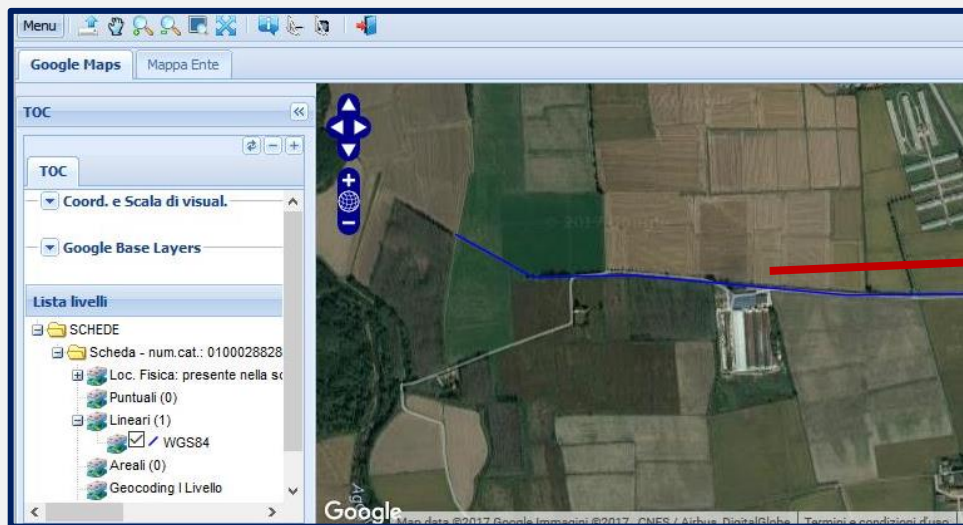 Menu
Google Maps
Mappa Ente
TOC
TOC
Coord. e Scala di visual.
Google Base Layers
Lista livelli
SCHEDE
Scheda - num.cat.: 0100028828
Loc. Fisica: presente nella sc
Puntuali (0)
Lineari (1)
WGS84
Areali (0)
Geocoding I Livello
Google
Map data ©2017 Google Immagini ©2017, CNES / Airbus, DigitalGlobe
Termini e condizioni d'uso